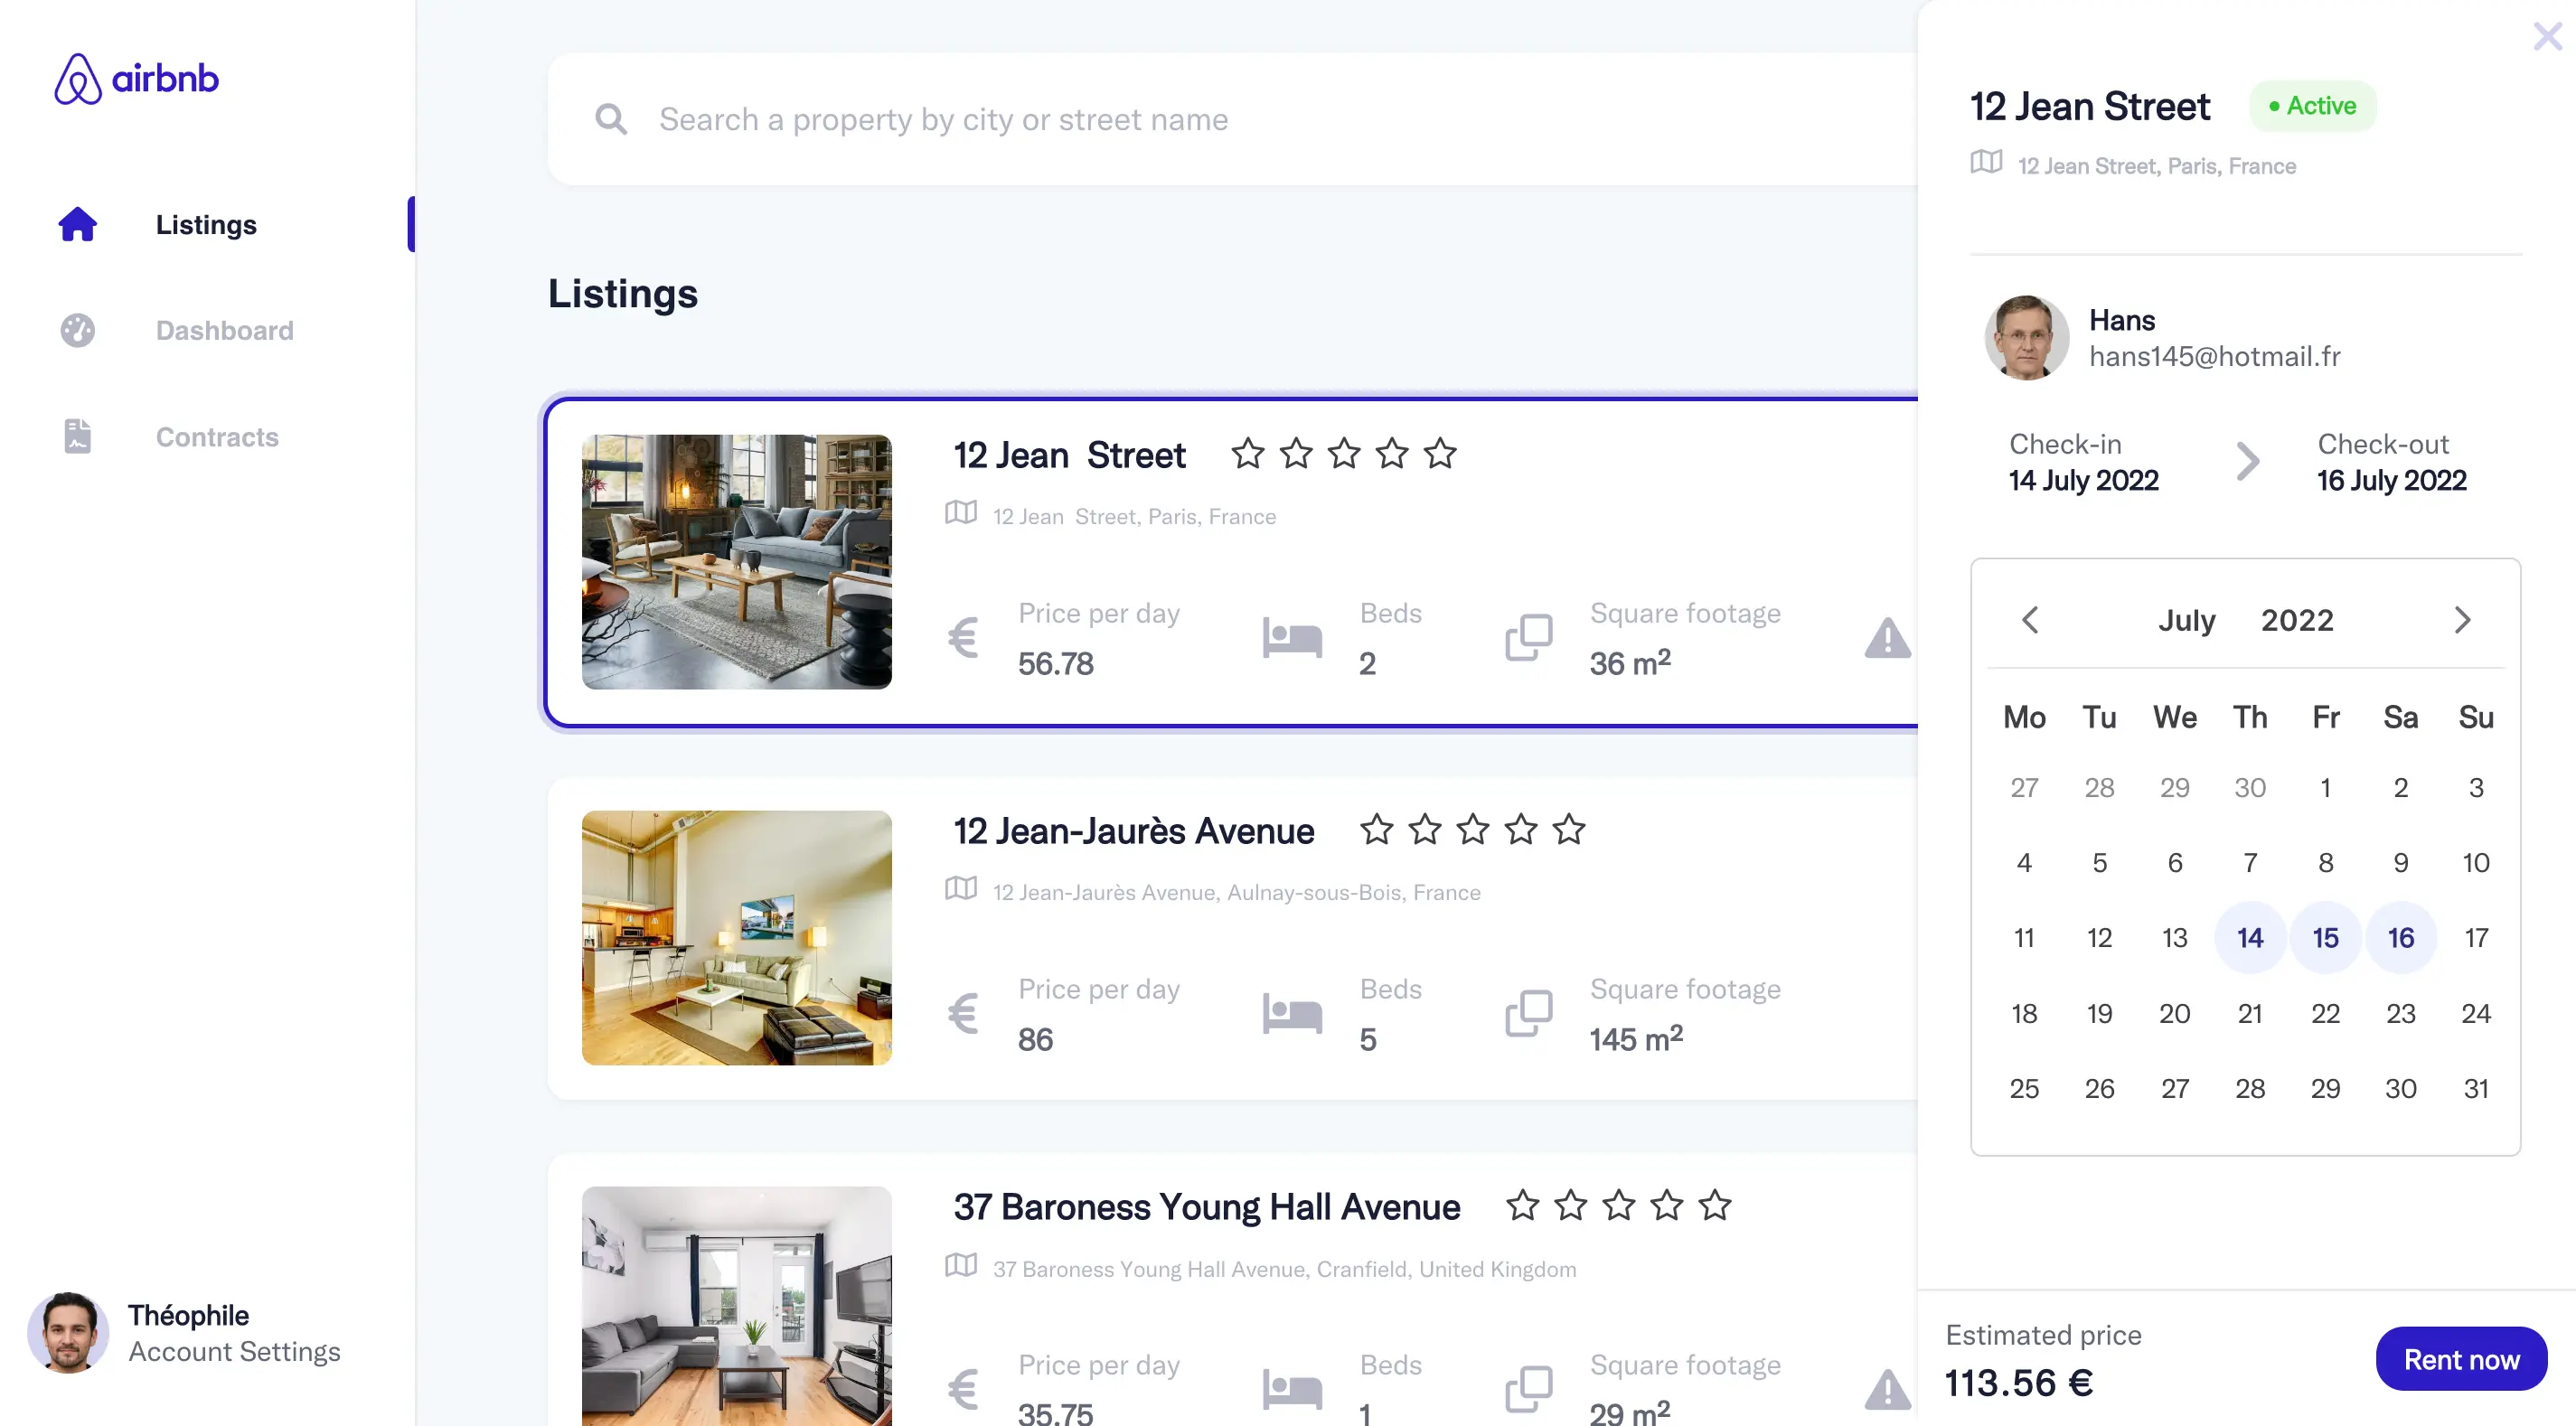 airbnb
Listings
Dashboard
Contracts
Théophile
Account Settings
Search a property by city or street name
Listings
12 Jean  Street
12 Jean  Street, Paris, France
Price per day
56.78
Beds
2
Square footage
36 m²
12 Jean-Jaurès Avenue
12 Jean-Jaurès Avenue, Aulnay-sous-Bois, France
Price per day
86
Beds
5
Square footage
145 m²
37 Baroness Young Hall Avenue
37 Baroness Young Hall Avenue, Cranfield, United Kingdom
Price per day
35.75
Beds
1
Square footage
29 m²
12 Jean Street
• Active
12 Jean Street, Paris, France
Hans
hans145@hotmail.fr
Check-in
14 July 2022
Check-out
16 July 2022
July 2022
Mo Tu We Th Fr Sa Su
27 28 29 30 1 2 3
4 5 6 7 8 9 10
11 12 13 14 15 16 17
18 19 20 21 22 23 24
25 26 27 28 29 30 31
Estimated price
113.56 €
Rent now